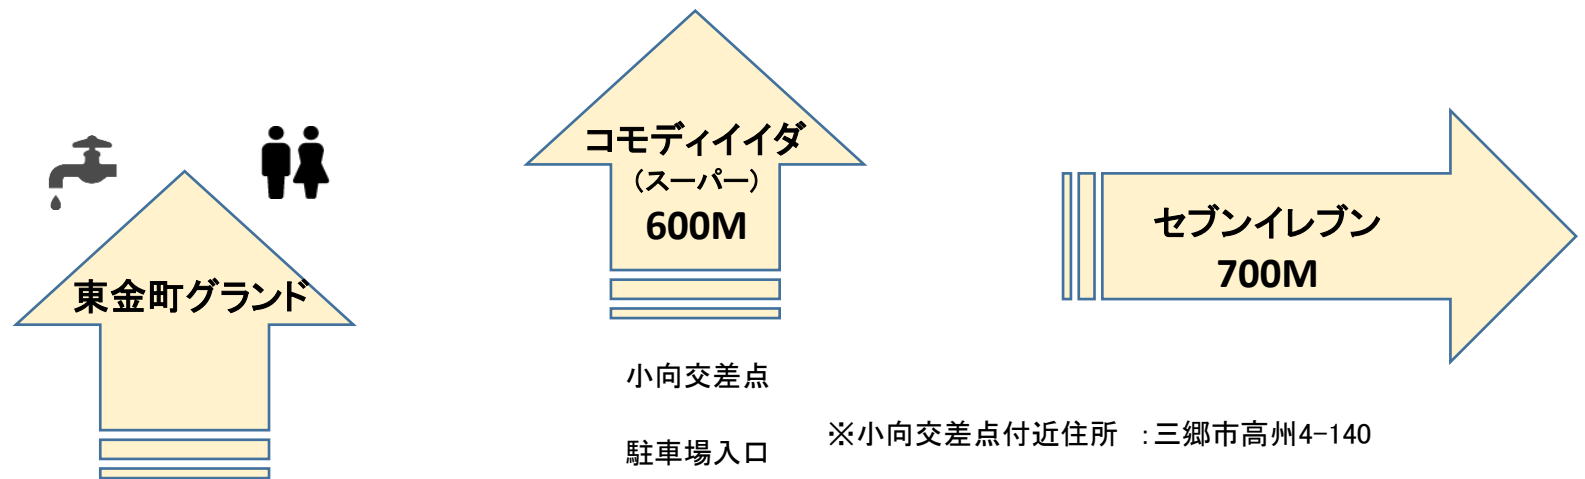 コモディイイダ
(スーパー)
600M
セブンイレブン
700M
東金町グランド
小向交差点
※小向交差点付近住所 :三郷市高州4-140
駐車場入口